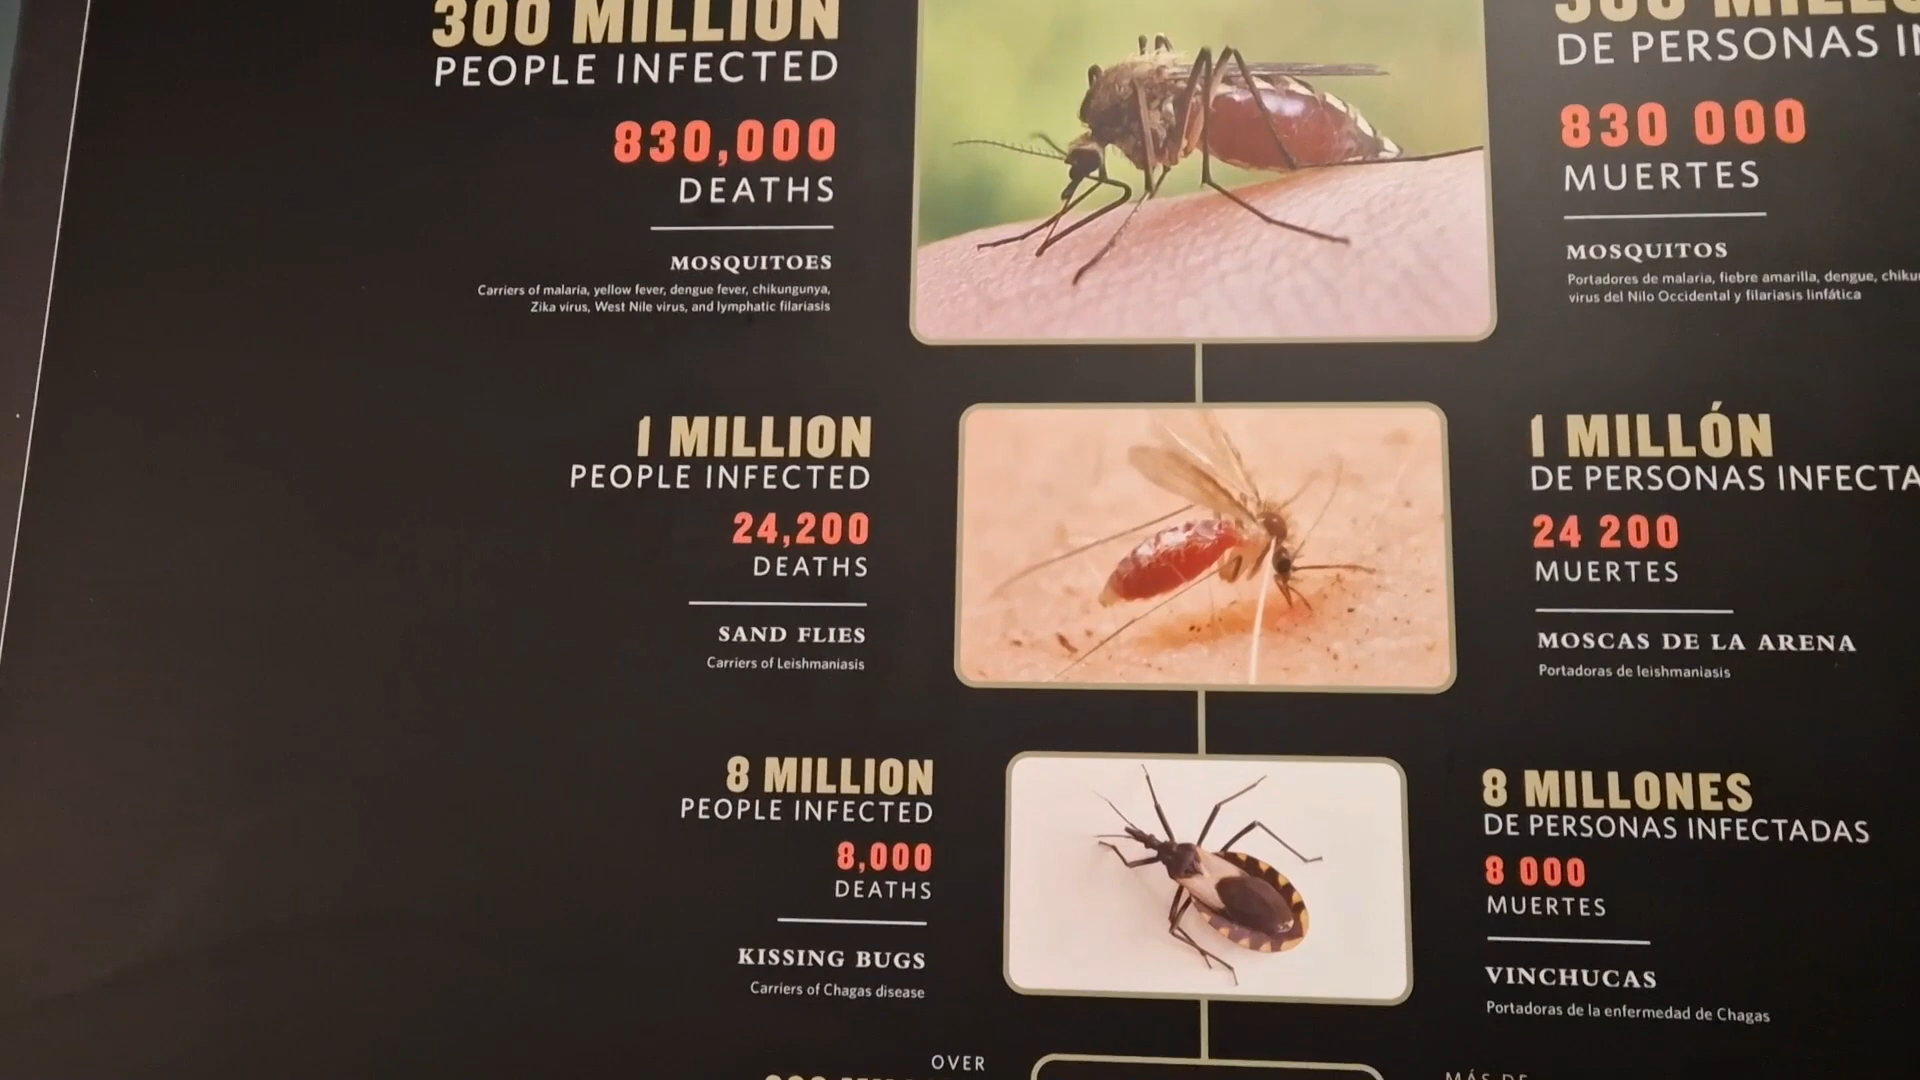 300 MILLION
PEOPLE INFECTED
830,000
DEATHS
MOSQUITOES
Carriers of malaria, yellow fever, dengue fever, chikungunya,
Zika virus, West Nile virus, and lymphatic filariasis
DE PERSONAS
830 000
MUERTES
MOSQUITOS
Portadores de malaria, fiebre amarilla, dengue,
virus del Nilo Occidental y filariasis linfática
1 MILLION
PEOPLE INFECTED
24,200
DEATHS
SAND FLIES
Carriers of Leishmaniasis
1 MILLÓN
DE PERSONAS
24 200
MUERTES
MOSCAS DE LA ARENA
Portadoras de leishmaniasis
8 MILLION
PEOPLE INFECTED
8,000
DEATHS
KISSING BUGS
Carriers of Chagas disease
8 MILLONES
DE PERSONAS INFECTADAS
8 000
MUERTES
VINCHUCAS
Portadoras de la enfermedad de Chagas
OVER